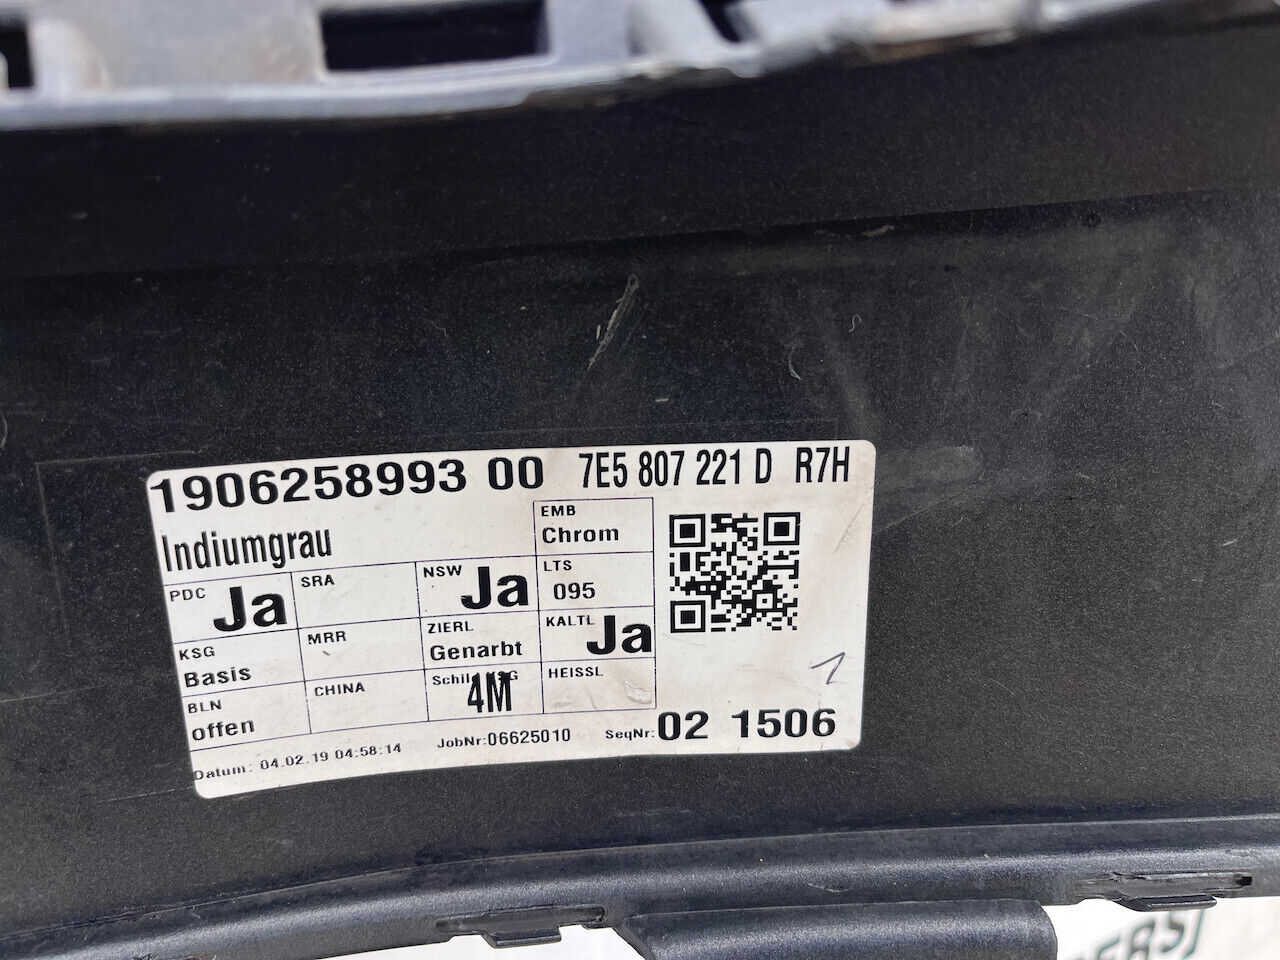 1906258993 00 7E5 807 221 D R7H
Indiumgrau
EMB
Chrom
PDC Ja
SRA
NSW Ja
LTS
095
KSG
Basis
MRR
ZIERL
Genarbt
KALTL Ja
BLN
offen
CHINA
4M
HEISSL
Datum: 04.02.19 04:58:14 JobNr:06625010 SeqNr: 02 1506
1